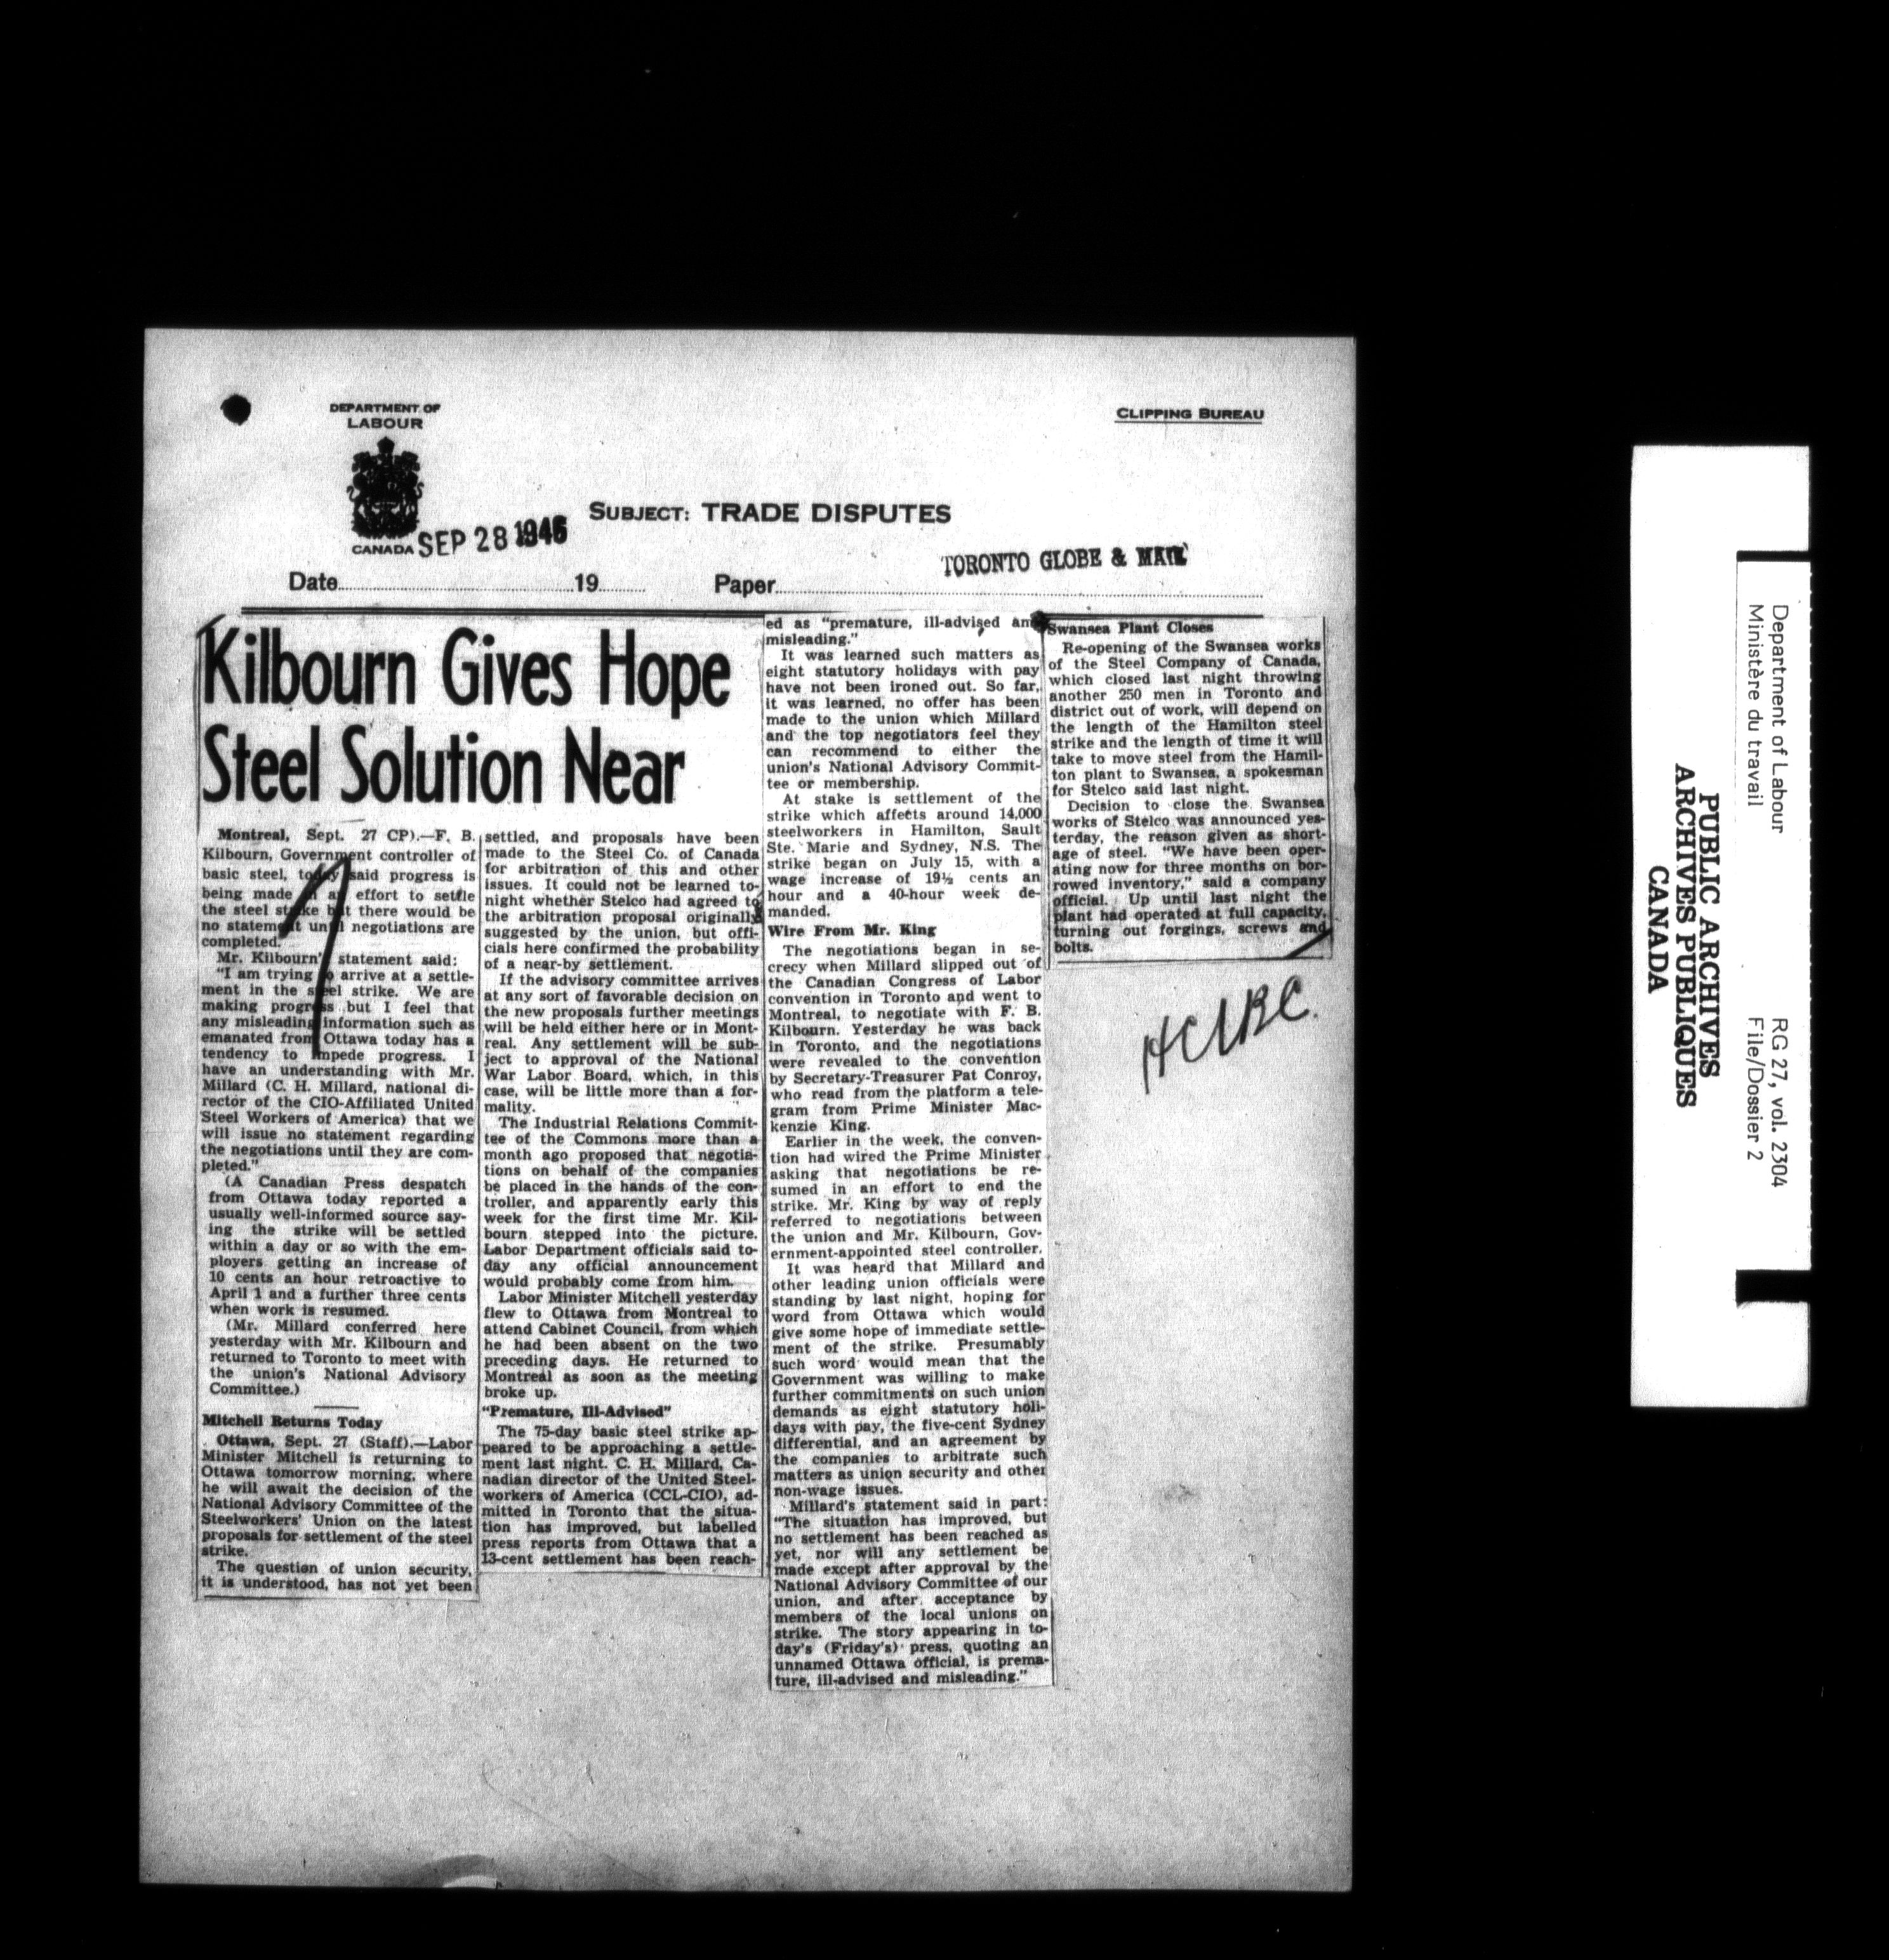 DEPARTMENT OF
LABOUR
CANADA
CLIPPING BUREAU
SUBJECT: TRADE DISPUTES
SEP 28 1946
TORONTO GLOBE & MAIL
Date 19 Paper
Kilbourn Gives Hope
Steel Solution Near
Montreal, Sept. 27 CP).—F. B.
Kilbourn, Government controller of
basic steel, today said progress is
being made in an effort to settle
the steel strike but there would be
no statement until negotiations are
completed.
Mr. Kilbourn's statement said:
"I am trying to arrive at a settle-
ment in the steel strike. We are
making progress but I feel that
any misleading information such as
emanated from Ottawa today has a
tendency to impede progress. I
have an understanding with Mr.
Millard (C. H. Millard, national di-
rector of the CIO-Affiliated United
Steel Workers of America) that we
will issue no statement regarding
the negotiations until they are com-
pleted."
(A Canadian Press despatch
from Ottawa today reported a
usually well-informed source say-
ing the strike will be settled
within a day or so with the em-
ployers getting an increase of
10 cents an hour retroactive to
April 1 and a further three cents
when work is resumed.
(Mr. Millard conferred here
yesterday with Mr. Kilbourn and
returned to Toronto to meet with
the union's National Advisory
Committee.)
Mitchell Returns Today
Ottawa, Sept. 27 (Staff).—Labor
Minister Mitchell is returning to
Ottawa tomorrow morning, where
he will await the decision of the
National Advisory Committee of the
Steelworkers' Union on the latest
proposals for settlement of the steel
strike.
The question of union security,
it is understood, has not yet been
settled, and proposals have been
made to the Steel Co. of Canada
for arbitration of this and other
issues. It could not be learned to-
night whether Stelco had agreed to
the arbitration proposal originally
suggested by the union, but offi-
cials here confirmed the probability
of a near-by settlement.
If the advisory committee arrives
at any sort of favorable decision on
the new proposals further meetings
will be held either here or in Mont-
real. Any settlement will be sub-
ject to approval of the National
War Labor Board, which, in this
case, will be little more than a for-
mality.
The Industrial Relations Commit-
tee of the Commons more than a
month ago proposed that negotia-
tions on behalf of the companies
be placed in the hands of the con-
troller, and apparently early this
week for the first time Mr. Kil-
bourn stepped into the picture.
Labor Department officials said to-
day any official announcement
would probably come from him.
Labor Minister Mitchell yesterday
flew to Ottawa from Montreal to
attend Cabinet Council, from which
he had been absent on the two
preceding days. He returned to
Montreal as soon as the meeting
broke up.
"Premature, Ill-Advised"
The 75-day basic steel strike ap-
peared to be approaching a settle-
ment last night. C. H. Millard, Ca-
nadian director of the United Steel-
workers of America (CCL-CIO), ad-
mitted in Toronto that the situa-
tion has improved, but labelled
press reports from Ottawa that a
13-cent settlement has been reach-
ed as "premature, ill-advised and
misleading."
It was learned such matters as
eight statutory holidays with pay
have not been ironed out. So far,
it was learned, no offer has been
made to the union which Millard
and the top negotiators feel they
can recommend to either the
union's National Advisory Commit-
tee or membership.
At stake is settlement of the
strike which affects around 14,000
steelworkers in Hamilton, Sault
Ste. Marie and Sydney, N.S. The
strike began on July 15, with a
wage increase of 19½ cents an
hour and a 40-hour week de-
manded.
Wire From Mr. King
The negotiations began in se-
crecy when Millard slipped out of
the Canadian Congress of Labor
convention in Toronto and went to
Montreal, to negotiate with F. B.
Kilbourn. Yesterday he was back
in Toronto, and the negotiations
were revealed to the convention
by Secretary-Treasurer Pat Conroy,
who read from the platform a tele-
gram from Prime Minister Mac-
kenzie King.
Earlier in the week, the conven-
tion had wired the Prime Minister
asking that negotiations be re-
sumed in an effort to end the
strike. Mr. King by way of reply
referred to negotiations between
the union and Mr. Kilbourn, Gov-
ernment-appointed steel controller.
It was heard that Millard and
other leading union officials were
standing by last night, hoping for
word from Ottawa which would
give some hope of immediate settle-
ment of the strike. Presumably
such word would mean that the
Government was willing to make
further commitments on such union
demands as eight statutory holi-
days with pay, the five-cent Sydney
differential, and an agreement by
the companies to arbitrate such
matters as union security and other
non-wage issues.
Millard's statement said in part:
"The situation has improved, but
no settlement has been reached as
yet, nor will any settlement be
made except after approval by the
National Advisory Committee of our
union, and after acceptance by
members of the local unions on
strike. The story appearing in to-
day's (Friday's) press, quoting an
unnamed Ottawa official, is prema-
ture, ill-advised and misleading."
Swansea Plant Closes
Re-opening of the Swansea works
of the Steel Company of Canada,
which closed last night throwing
another 250 men in Toronto and
district out of work, will depend on
the length of the Hamilton steel
strike and the length of time it will
take to move steel from the Hamil-
ton plant to Swansea, a spokesman
for Stelco said last night.
Decision to close the Swansea
works of Stelco was announced yes-
terday, the reason given as short-
age of steel. "We have been oper-
ating now for three months on bor-
rowed inventory," said a company
official. Up until last night the
plant had operated at full capacity,
turning out forgings, screws and
bolts.
Department of Labour
Ministère du travail
RG 27, vol. 2304
File/Dossier 2
PUBLIC ARCHIVES
ARCHIVES PUBLIQUES
CANADA